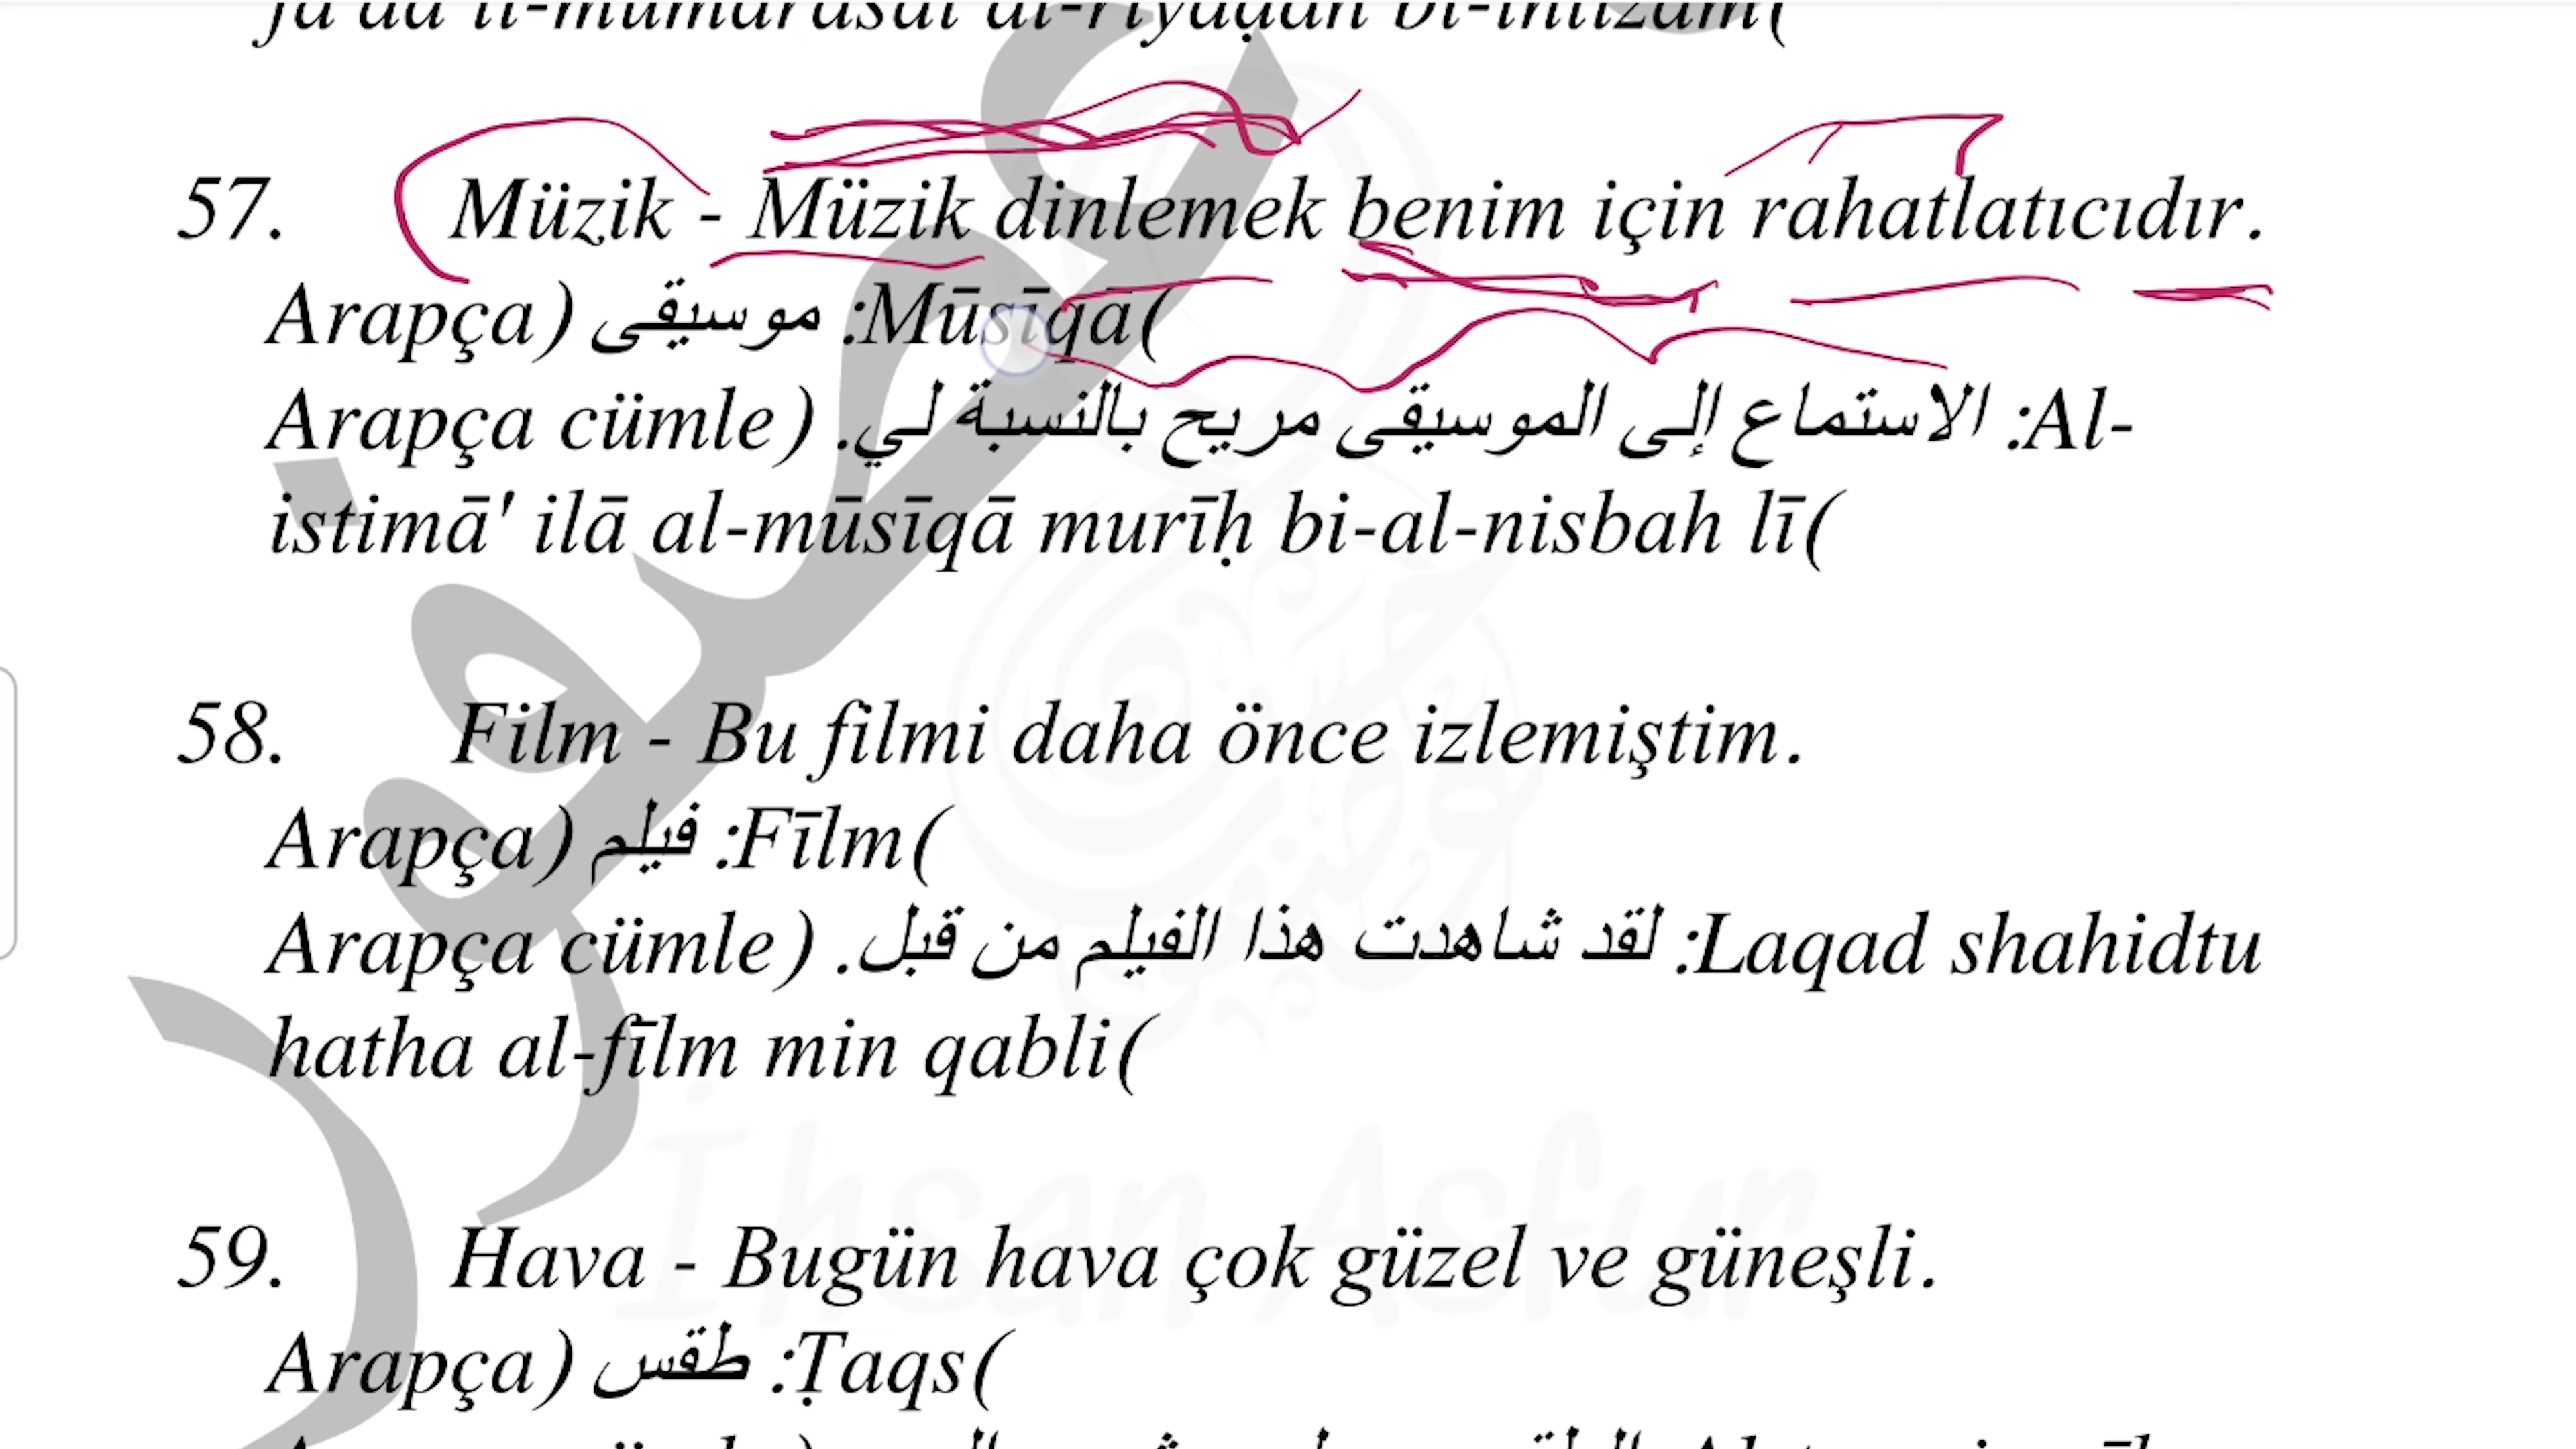 57. Müzik - Müzik dinlemek benim için rahatlatıcıdır.
Arapça) موسيقى :Mūsīqā(
Arapça cümle) الاستماع إلى الموسيقى مريح بالنسبة لي. :Al-
istimā' ilā al-mūsīqā murīḥ bi-al-nisbah lī(
58. Film - Bu filmi daha önce izlemiştim.
Arapça) فيلم :Fīlm(
Arapça cümle) لقد شاهدت هذا الفيلم من قبل. :Laqad shahidtu
hatha al-fīlm min qabli(
59. Hava - Bugün hava çok güzel ve güneşli.
Arapça) طقس :Ṭaqs(
İhsan Asfur